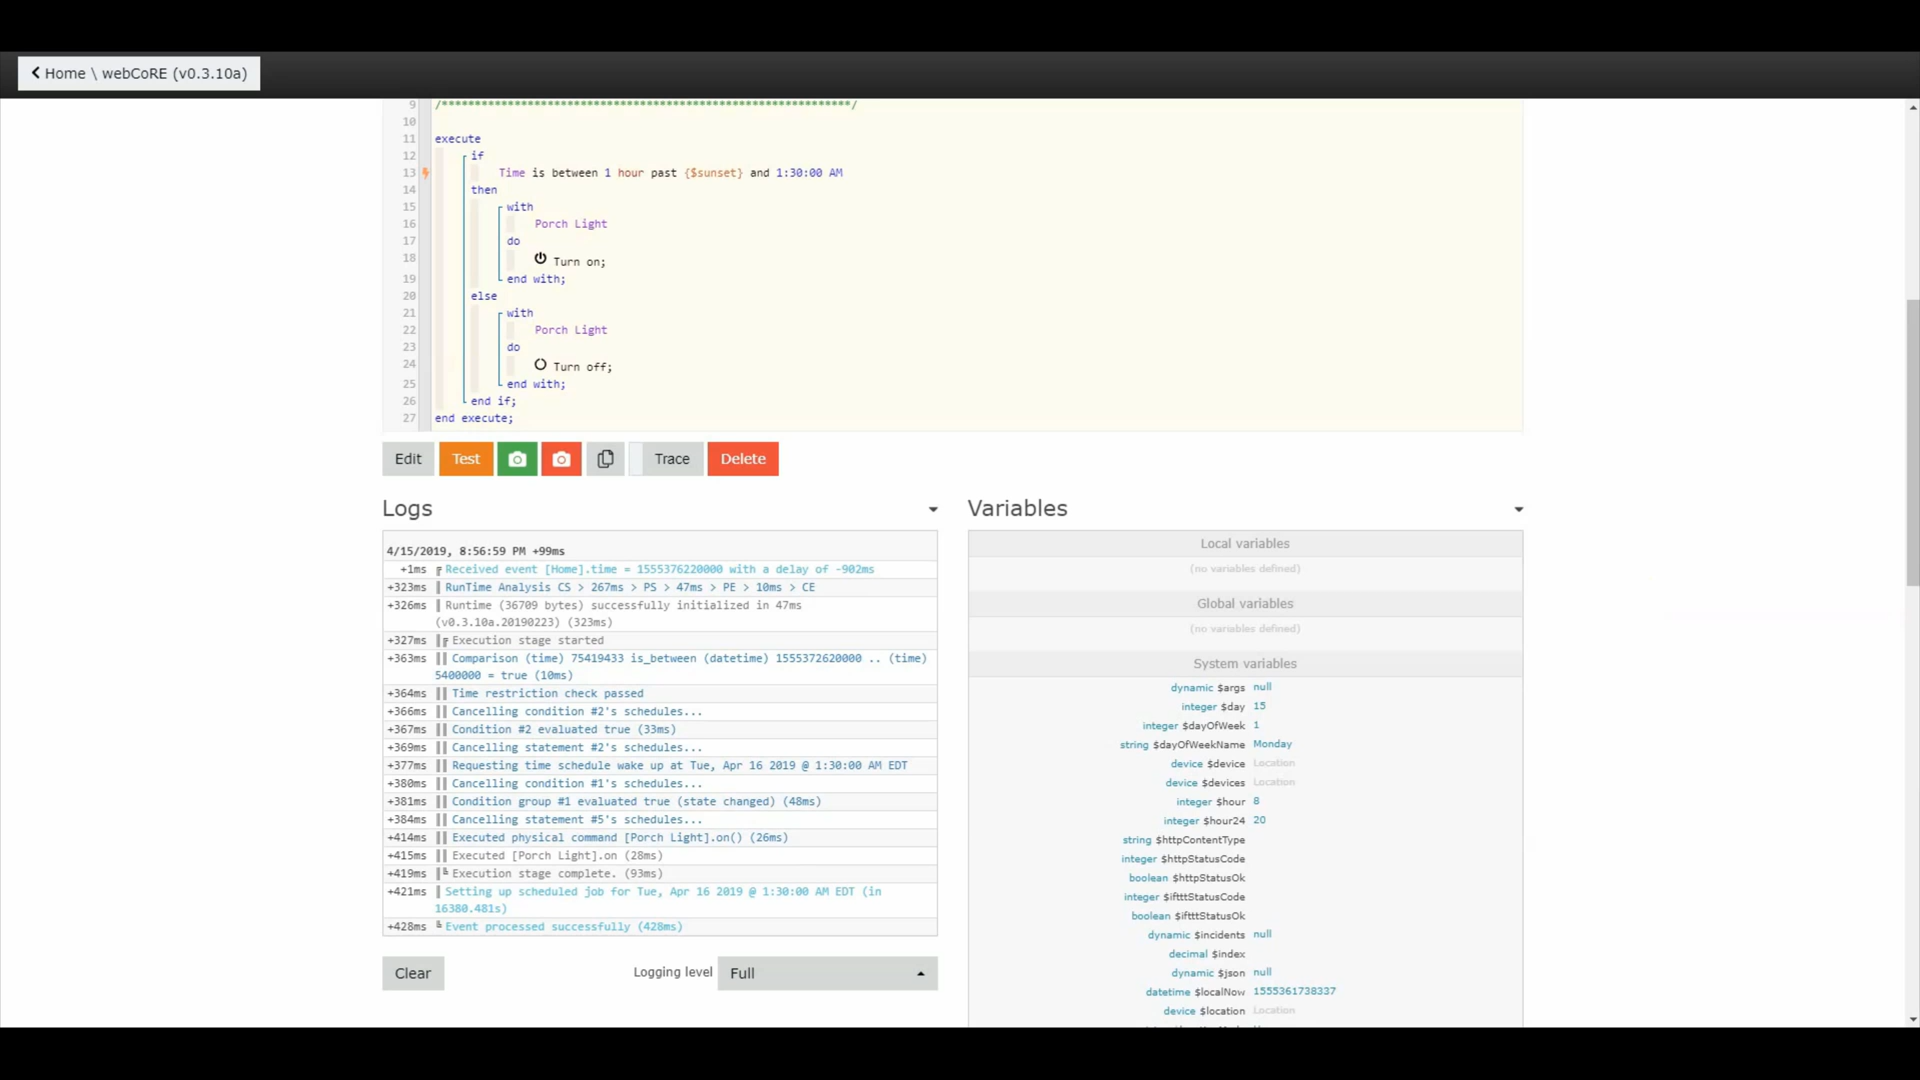 Home \ webCoRE (v0.3.10a)
9 /***************************************************************/
10
11 execute
12 if
13 Time is between 1 hour past {$sunset} and 1:30:00 AM
14 then
15 with
16 Porch Light
17 do
18 Turn on;
19 end with;
20 else
21 with
22 Porch Light
23 do
24 Turn off;
25 end with;
26 end if;
27 end execute;
Edit Test Trace Delete
Logs
4/15/2019, 8:56:59 PM +99ms
+1ms Received event [Home].time = 1555376220000 with a delay of -902ms
+323ms RunTime Analysis CS > 267ms > PS > 47ms > PE > 10ms > CE
+326ms Runtime (36709 bytes) successfully initialized in 47ms
(v0.3.10a.20190223) (323ms)
+327ms Execution stage started
+363ms Comparison (time) 75419433 is_between (datetime) 1555372620000 .. (time)
5400000 = true (10ms)
+364ms Time restriction check passed
+366ms Cancelling condition #2's schedules...
+367ms Condition #2 evaluated true (33ms)
+369ms Cancelling statement #2's schedules...
+377ms Requesting time schedule wake up at Tue, Apr 16 2019 @ 1:30:00 AM EDT
+380ms Cancelling condition #1's schedules...
+381ms Condition group #1 evaluated true (state changed) (48ms)
+384ms Cancelling statement #5's schedules...
+414ms Executed physical command [Porch Light].on() (26ms)
+415ms Executed [Porch Light].on (28ms)
+419ms Execution stage complete. (93ms)
+421ms Setting up scheduled job for Tue, Apr 16 2019 @ 1:30:00 AM EDT (in
16380.481s)
+428ms Event processed successfully (428ms)
Clear Logging level Full
Variables
Local variables
(no variables defined)
Global variables
(no variables defined)
System variables
dynamic $args null
integer $day 15
integer $dayOfWeek 1
string $dayOfWeekName Monday
device $device Location
device $devices Location
integer $hour 8
integer $hour24 20
string $httpContentType
integer $httpStatusCode
boolean $httpStatusOk
integer $iftttStatusCode
boolean $iftttStatusOk
dynamic $incidents null
decimal $index
dynamic $json null
datetime $localNow 1555361738337
device $location Location